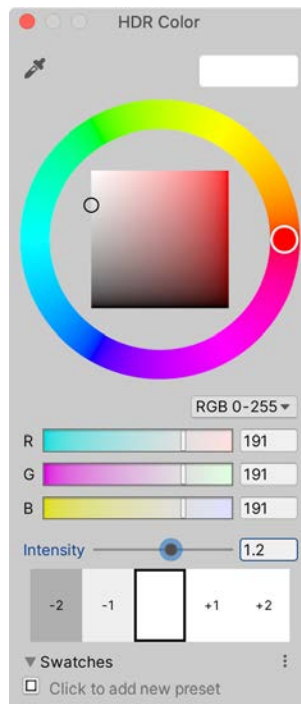 HDR Color
RGB 0-255
R 191
G 191
B 191
Intensity 1.2
-2 -1 +1 +2
Swatches
Click to add new preset